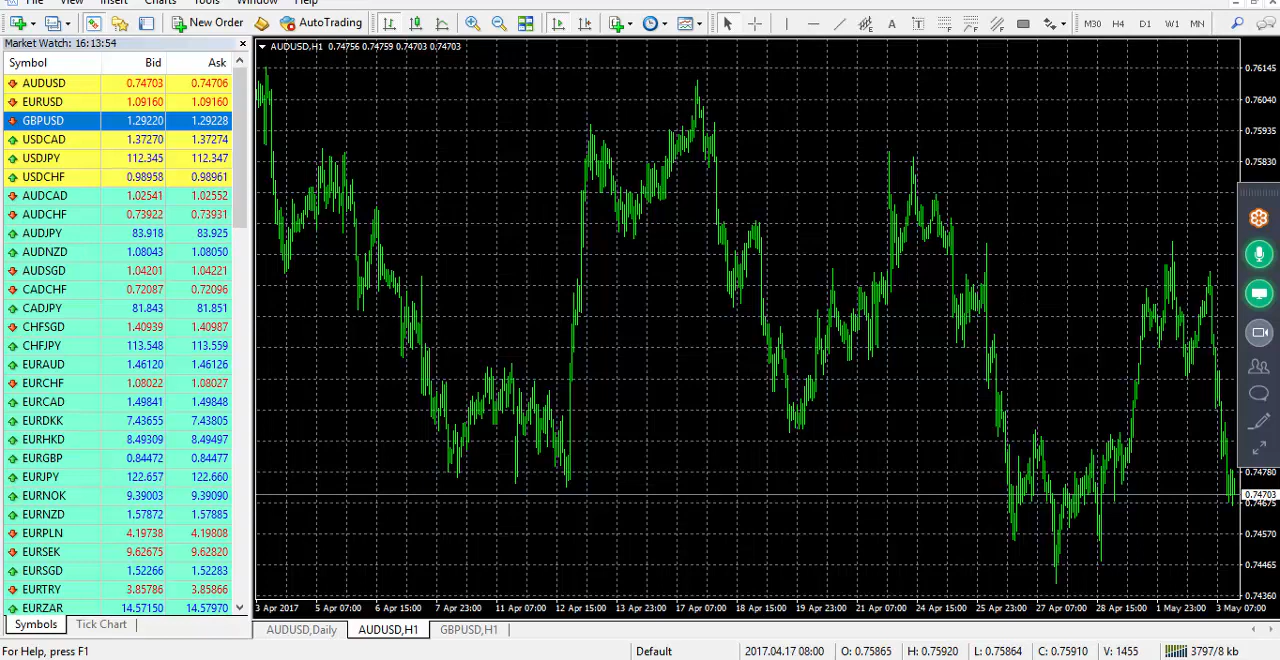 File View Insert Charts Tools Window Help
New Order AutoTrading A T M30 H4 D1 W1 MN
Market Watch: 16:13:54
Symbol Bid Ask
AUDUSD 0.74703 0.74706
EURUSD 1.09160 1.09160
GBPUSD 1.29220 1.29228
USDCAD 1.37270 1.37274
USDJPY 112.345 112.347
USDCHF 0.98958 0.98961
AUDCAD 1.02541 1.02552
AUDCHF 0.73922 0.73931
AUDJPY 83.918 83.925
AUDNZD 1.08043 1.08050
AUDSGD 1.04201 1.04221
CADCHF 0.72087 0.72096
CADJPY 81.843 81.851
CHFSGD 1.40939 1.40987
CHFJPY 113.548 113.559
EURAUD 1.46120 1.46126
EURCHF 1.08022 1.08027
EURCAD 1.49841 1.49848
EURDKK 7.43655 7.43805
EURHKD 8.49309 8.49497
EURGBP 0.84472 0.84477
EURJPY 122.657 122.660
EURNOK 9.39003 9.39090
EURNZD 1.57872 1.57885
EURPLN 4.19738 4.19808
EURSEK 9.62675 9.62820
EURSGD 1.52266 1.52283
EURTRY 3.85786 3.85866
EURZAR 14.57150 14.57970
Symbols Tick Chart
AUDUSD,H1 0.74756 0.74759 0.74703 0.74703
0.76145
0.76040
0.75935
0.75830
0.74780
0.74703
0.74675
0.74570
0.74465
0.74360
3 Apr 2017 5 Apr 07:00 6 Apr 15:00 7 Apr 23:00 11 Apr 07:00 12 Apr 15:00 13 Apr 23:00 17 Apr 07:00 18 Apr 15:00 19 Apr 23:00 21 Apr 07:00 24 Apr 15:00 25 Apr 23:00 27 Apr 07:00 28 Apr 15:00 1 May 23:00 3 May 07:00
AUDUSD,Daily AUDUSD,H1 GBPUSD,H1
For Help, press F1 Default 2017.04.17 08:00 O: 0.75865 H: 0.75920 L: 0.75864 C: 0.75910 V: 1455 3797/8 kb